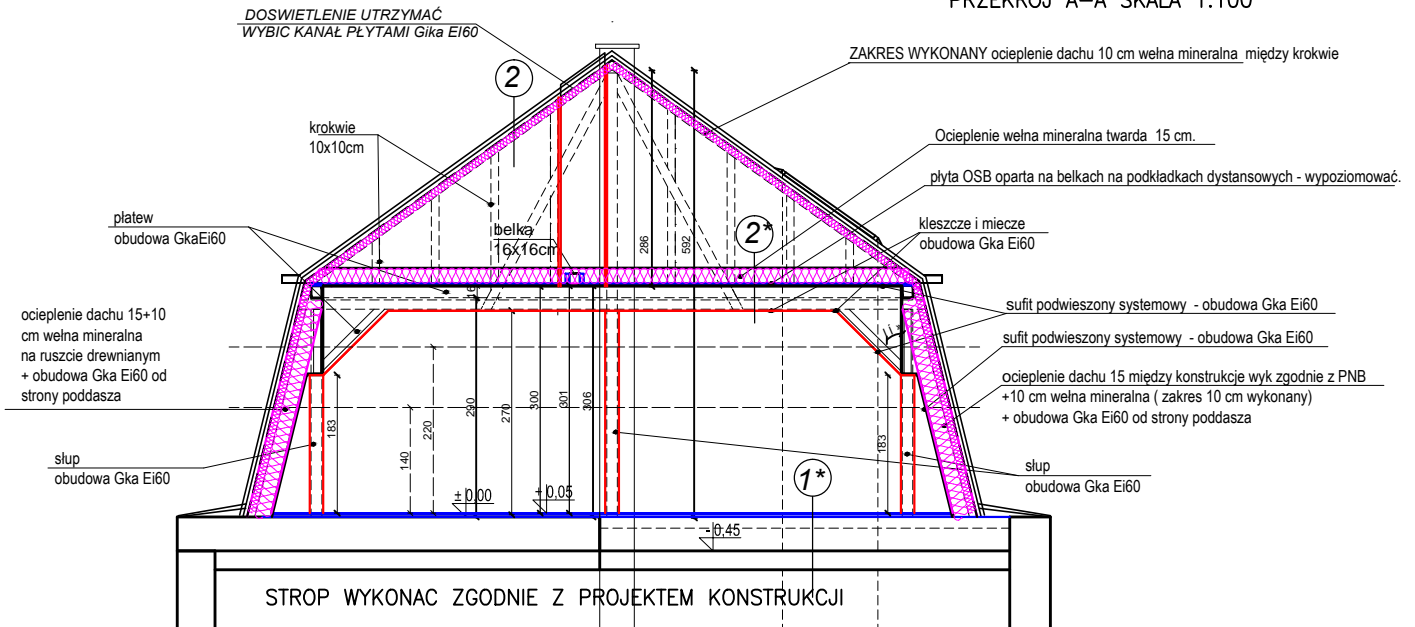 PRZEKRÓJ A-A SKALA 1:100
DOSWIETLENIE UTRZYMAĆ
WYBIC KANAŁ PŁYTAMI Gika EI60
ZAKRES WYKONANY ocieplenie dachu 10 cm wełna mineralna między krokwie
2
krokwie
10x10cm
Ocieplenie wełna mineralna twarda 15 cm.
płyta OSB oparta na belkach na podkładkach dystansowych - wypoziomować.
płatew
obudowa GkaEi60
belka
16x16cm
286
592
2*
kleszcze i miecze
obudowa Gka Ei60
ocieplenie dachu 15+10
cm wełna mineralna
na ruszcie drewnianym
+ obudowa Gka Ei60 od
strony poddasza
sufit podwieszony systemowy - obudowa Gka Ei60
sufit podwieszony systemowy - obudowa Gka Ei60
ocieplenie dachu 15 między konstrukcje wyk zgodnie z PNB
+10 cm wełna mineralna ( zakres 10 cm wykonany)
+ obudowa Gka Ei60 od strony poddasza
183
140
220
290
270
300
301
306
183
słup
obudowa Gka Ei60
słup
obudowa Gka Ei60
± 0,00
+ 0,05
1*
- 0,45
STROP WYKONAC ZGODNIE Z PROJEKTEM KONSTRUKCJI